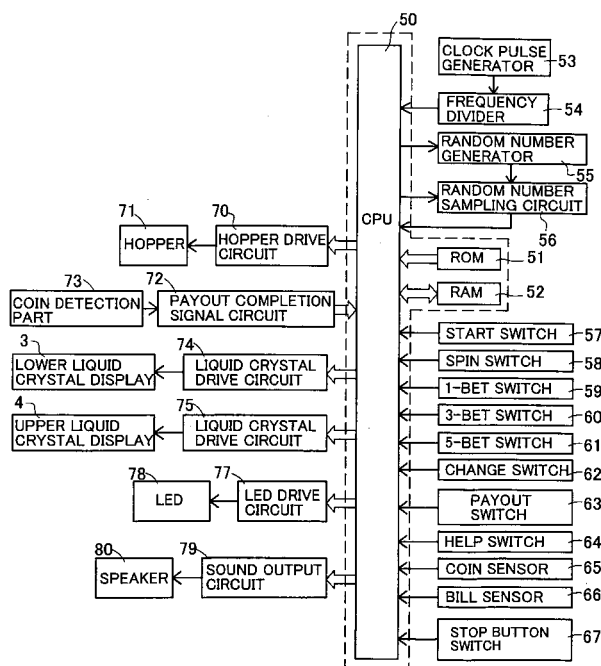 50
CLOCK PULSE
GENERATOR
53
FREQUENCY
DIVIDER
54
RANDOM NUMBER
GENERATOR
55
RANDOM NUMBER
SAMPLING CIRCUIT
56
CPU
71
HOPPER
70
HOPPER DRIVE
CIRCUIT
ROM
51
RAM
52
73
COIN DETECTION
PART
72
PAYOUT COMPLETION
SIGNAL CIRCUIT
3
LOWER LIQUID
CRYSTAL DISPLAY
74
LIQUID CRYSTAL
DRIVE CIRCUIT
4
UPPER LIQUID
CRYSTAL DISPLAY
75
LIQUID CRYSTAL
DRIVE CIRCUIT
78
LED
77
LED DRIVE
CIRCUIT
80
SPEAKER
79
SOUND OUTPUT
CIRCUIT
START SWITCH
57
SPIN SWITCH
58
1-BET SWITCH
59
3-BET SWITCH
60
5-BET SWITCH
61
CHANGE SWITCH
62
PAYOUT
SWITCH
63
HELP SWITCH
64
COIN SENSOR
65
BILL SENSOR
66
STOP BUTTON
SWITCH
67